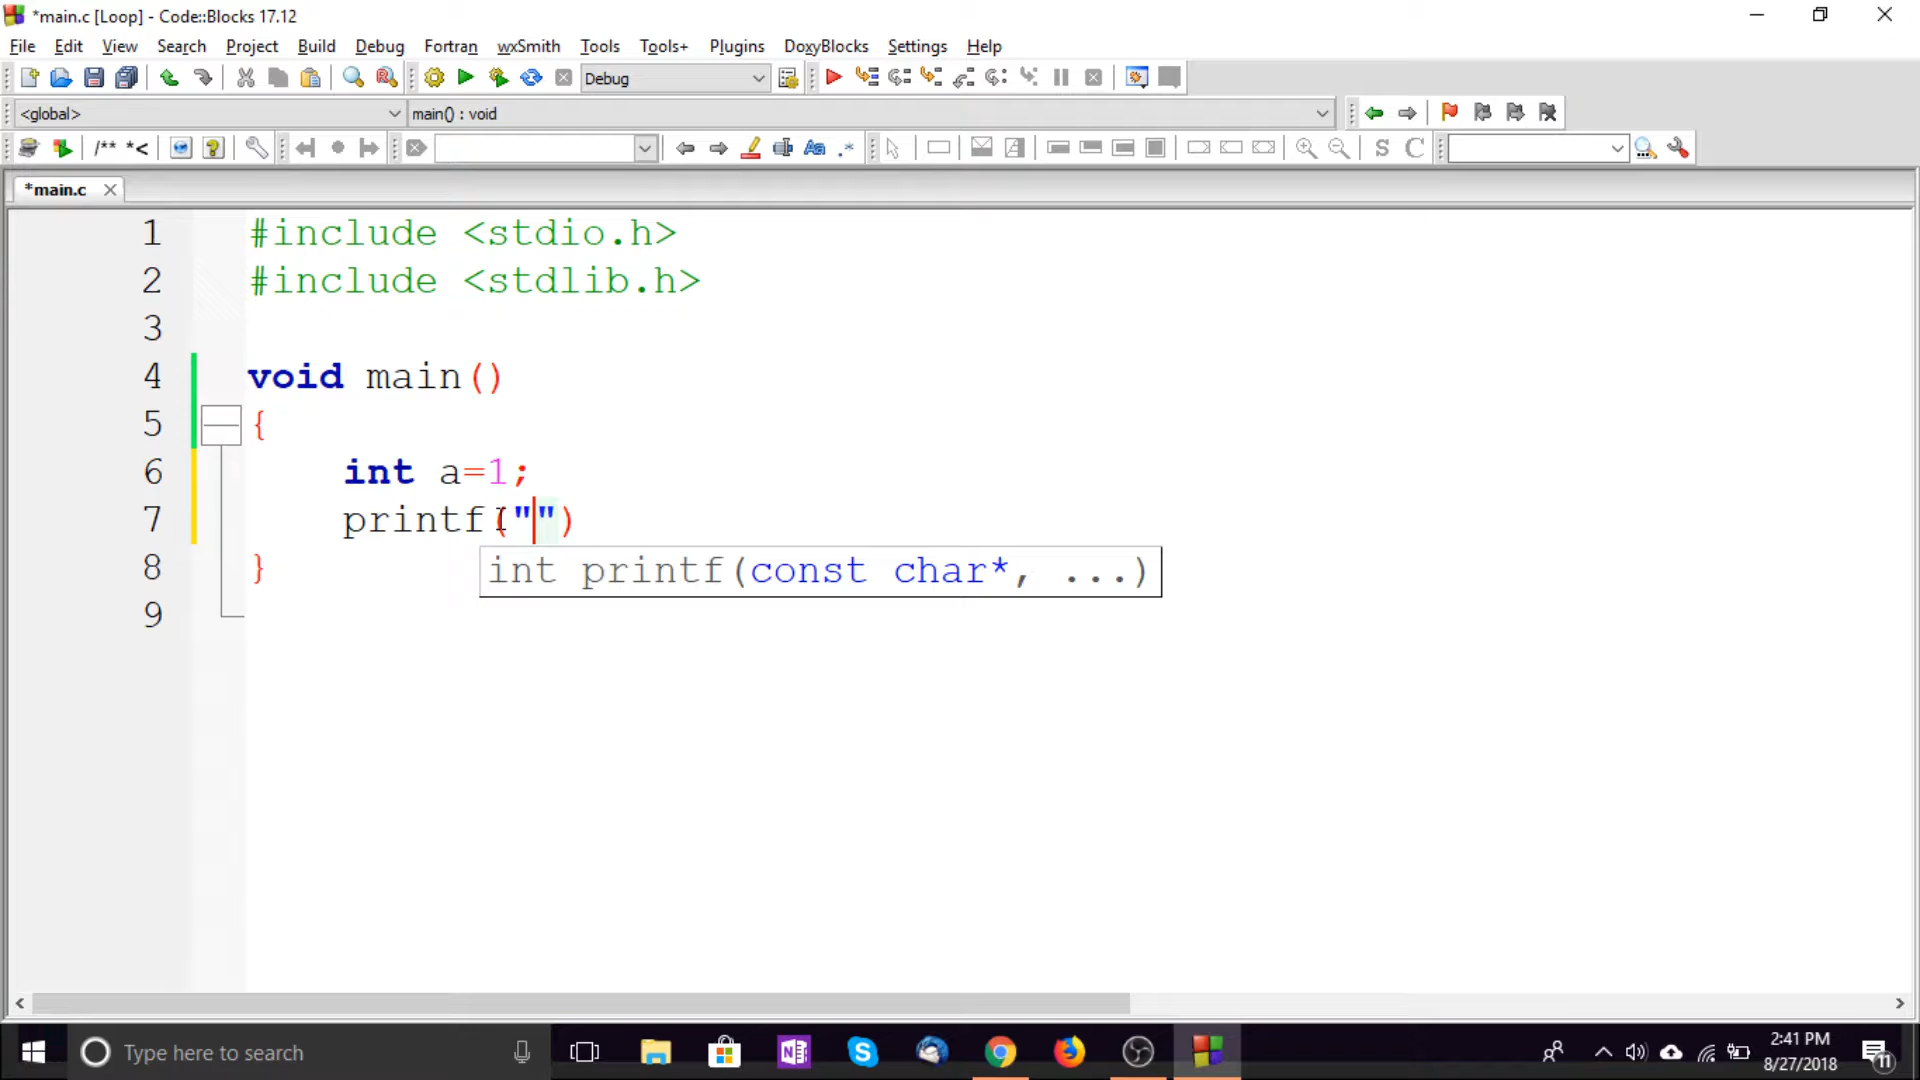 *main.c [Loop] - Code::Blocks 17.12
File Edit View Search Project Build Debug Fortran wxSmith Tools Tools+ Plugins DoxyBlocks Settings Help
Debug
<global> main() : void
/** *< Aa .* S C
*main.c
1 #include <stdio.h>
2 #include <stdlib.h>
3
4 void main()
5 {
6 int a=1;
7 printf("")
int printf(const char*, ...)
8 }
9
Type here to search
2:41 PM
8/27/2018
11